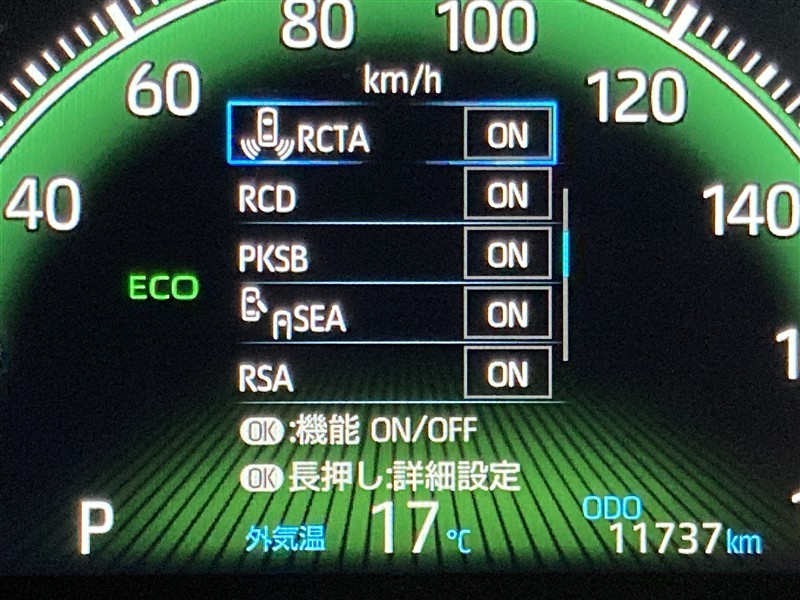 80
100
60
km/h
120
RCTA ON
40
RCD ON
140
PKSB ON
ECO
SEA ON
RSA ON
OK:機能 ON/OFF
OK長押し:詳細設定
P
外気温 17℃
ODO
11737km